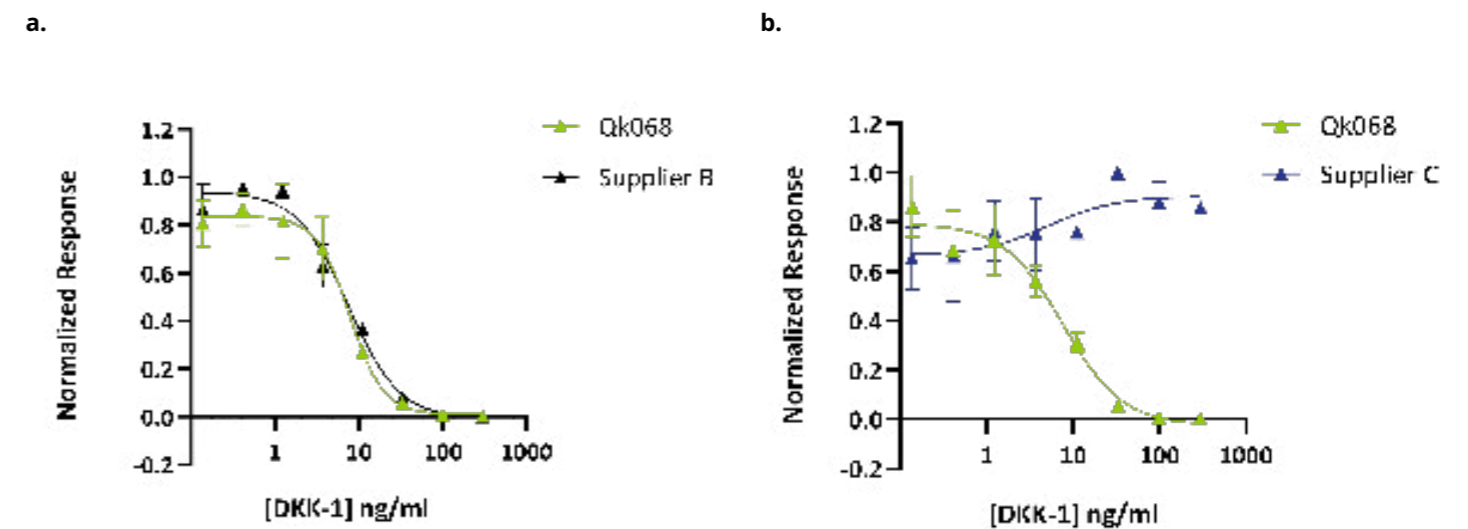 a.
b.
Normalized Response
1.2
1.0
0.8
0.6
0.4
0.2
0.0
-0.2
1
10
100
1000
[DKK-1] ng/ml
Qk068
Supplier B
Normalized Response
1.2
1.0
0.8
0.6
0.4
0.2
0.0
-0.2
1
10
100
1000
[DKK-1] ng/ml
Qk068
Supplier C